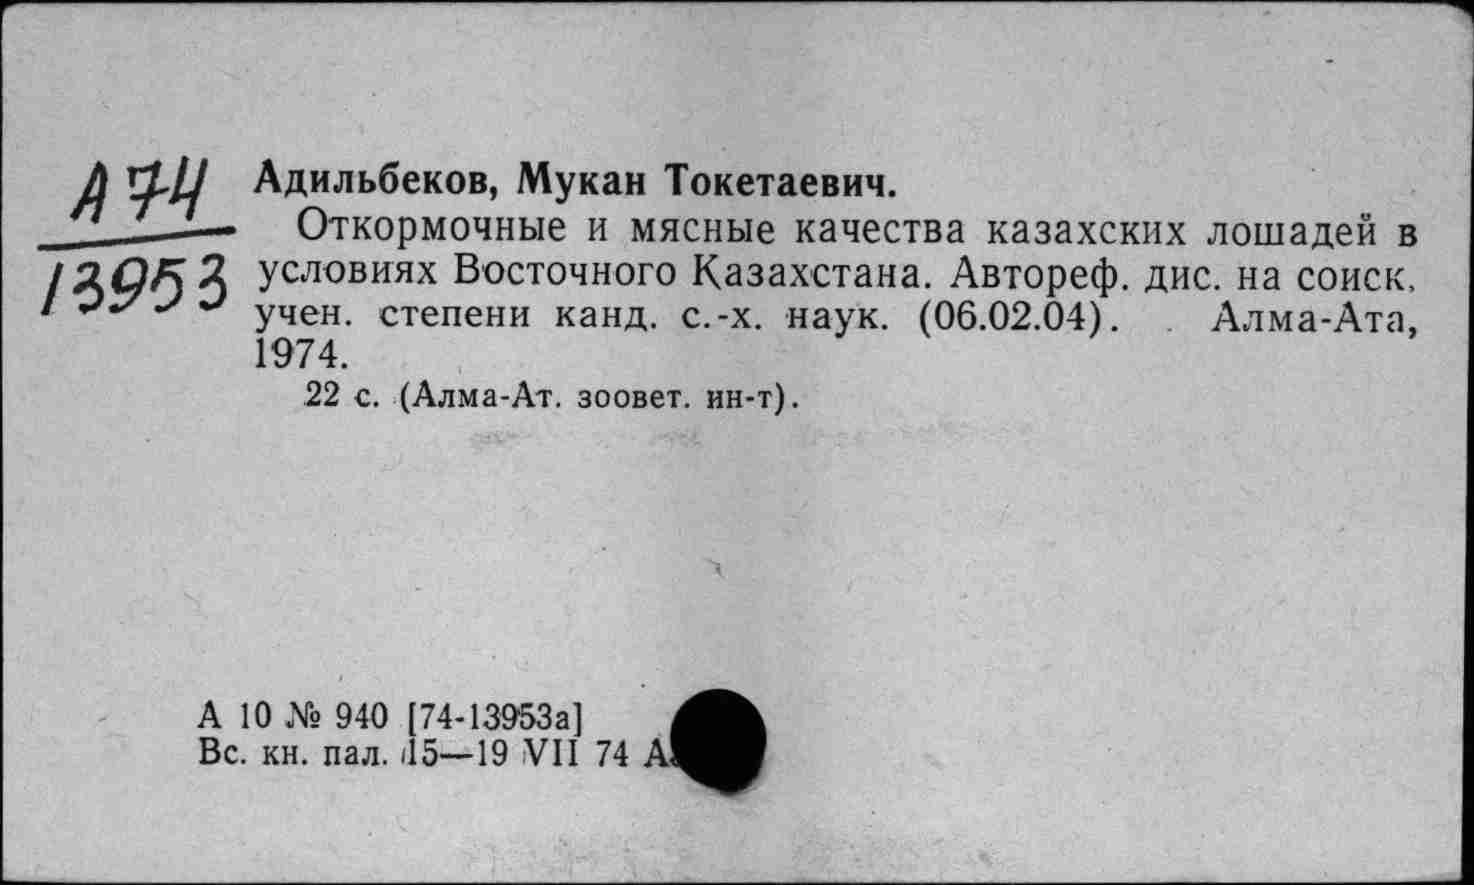 А 74
13953
Адильбеков, Мукан Токетаевич.
Откормочные и мясные качества казахских лошадей в
условиях Восточного Казахстана. Автореф. дис. на соиск.
учен. степени канд. с.-х. наук. (06.02.04). Алма-Ата,
1974.
22 с. (Алма-Ат. зоовет. ин-т).
А 10 № 940 [74-13953а]
Вс. кн. пал. 15—19 VII 74